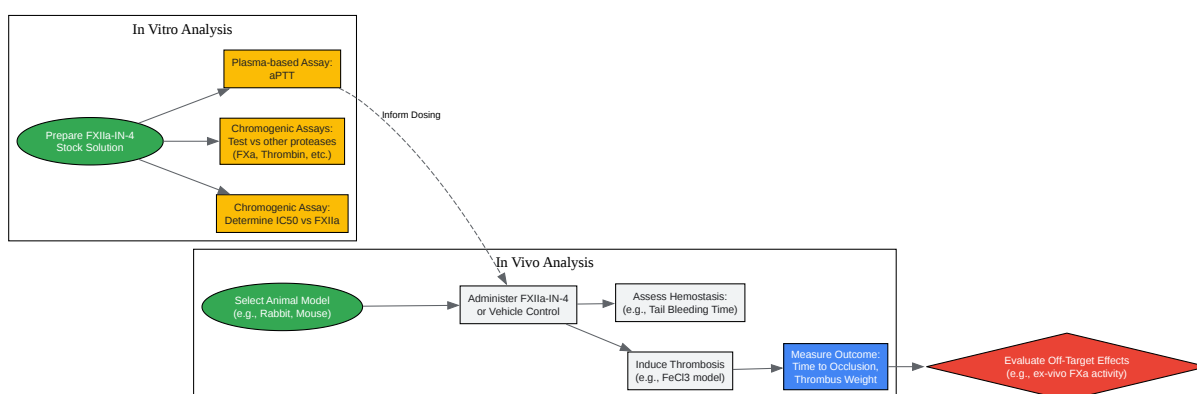 In Vitro Analysis
Plasma-based Assay:
aPTT
Inform Dosing
Prepare FXIIa-IN-4
Stock Solution
Chromogenic Assays:
Test vs other proteases
(FXa, Thrombin, etc.)
Chromogenic Assay:
Determine IC50 vs FXIIa
In Vivo Analysis
Select Animal Model
(e.g., Rabbit, Mouse)
Administer FXIIa-IN-4
or Vehicle Control
Assess Hemostasis:
(e.g., Tail Bleeding Time)
Induce Thrombosis
(e.g., FeCl3 model)
Measure Outcome:
Time to Occlusion,
Thrombus Weight
Evaluate Off-Target Effects
(e.g., ex-vivo FXa activity)